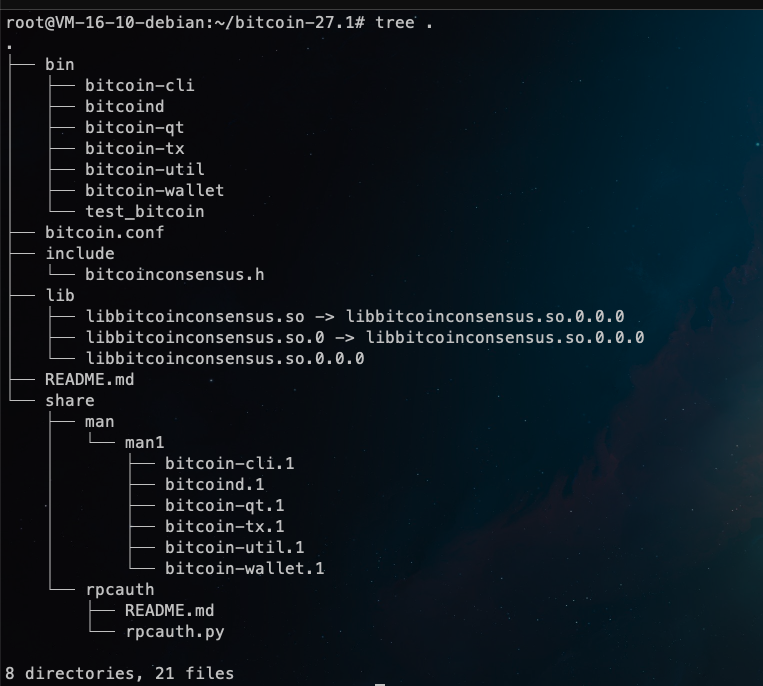 root@VM-16-10-debian:~/bitcoin-27.1# tree .
.
├── bin
│   ├── bitcoin-cli
│   ├── bitcoind
│   ├── bitcoin-qt
│   ├── bitcoin-tx
│   ├── bitcoin-util
│   ├── bitcoin-wallet
│   └── test_bitcoin
├── bitcoin.conf
├── include
│   └── bitcoinconsensus.h
├── lib
│   ├── libbitcoinconsensus.so -> libbitcoinconsensus.so.0.0.0
│   ├── libbitcoinconsensus.so.0 -> libbitcoinconsensus.so.0.0.0
│   └── libbitcoinconsensus.so.0.0.0
├── README.md
└── share
    ├── man
    │   └── man1
    │       ├── bitcoin-cli.1
    │       ├── bitcoind.1
    │       ├── bitcoin-qt.1
    │       ├── bitcoin-tx.1
    │       ├── bitcoin-util.1
    │       └── bitcoin-wallet.1
    └── rpcauth
        ├── README.md
        └── rpcauth.py

8 directories, 21 files